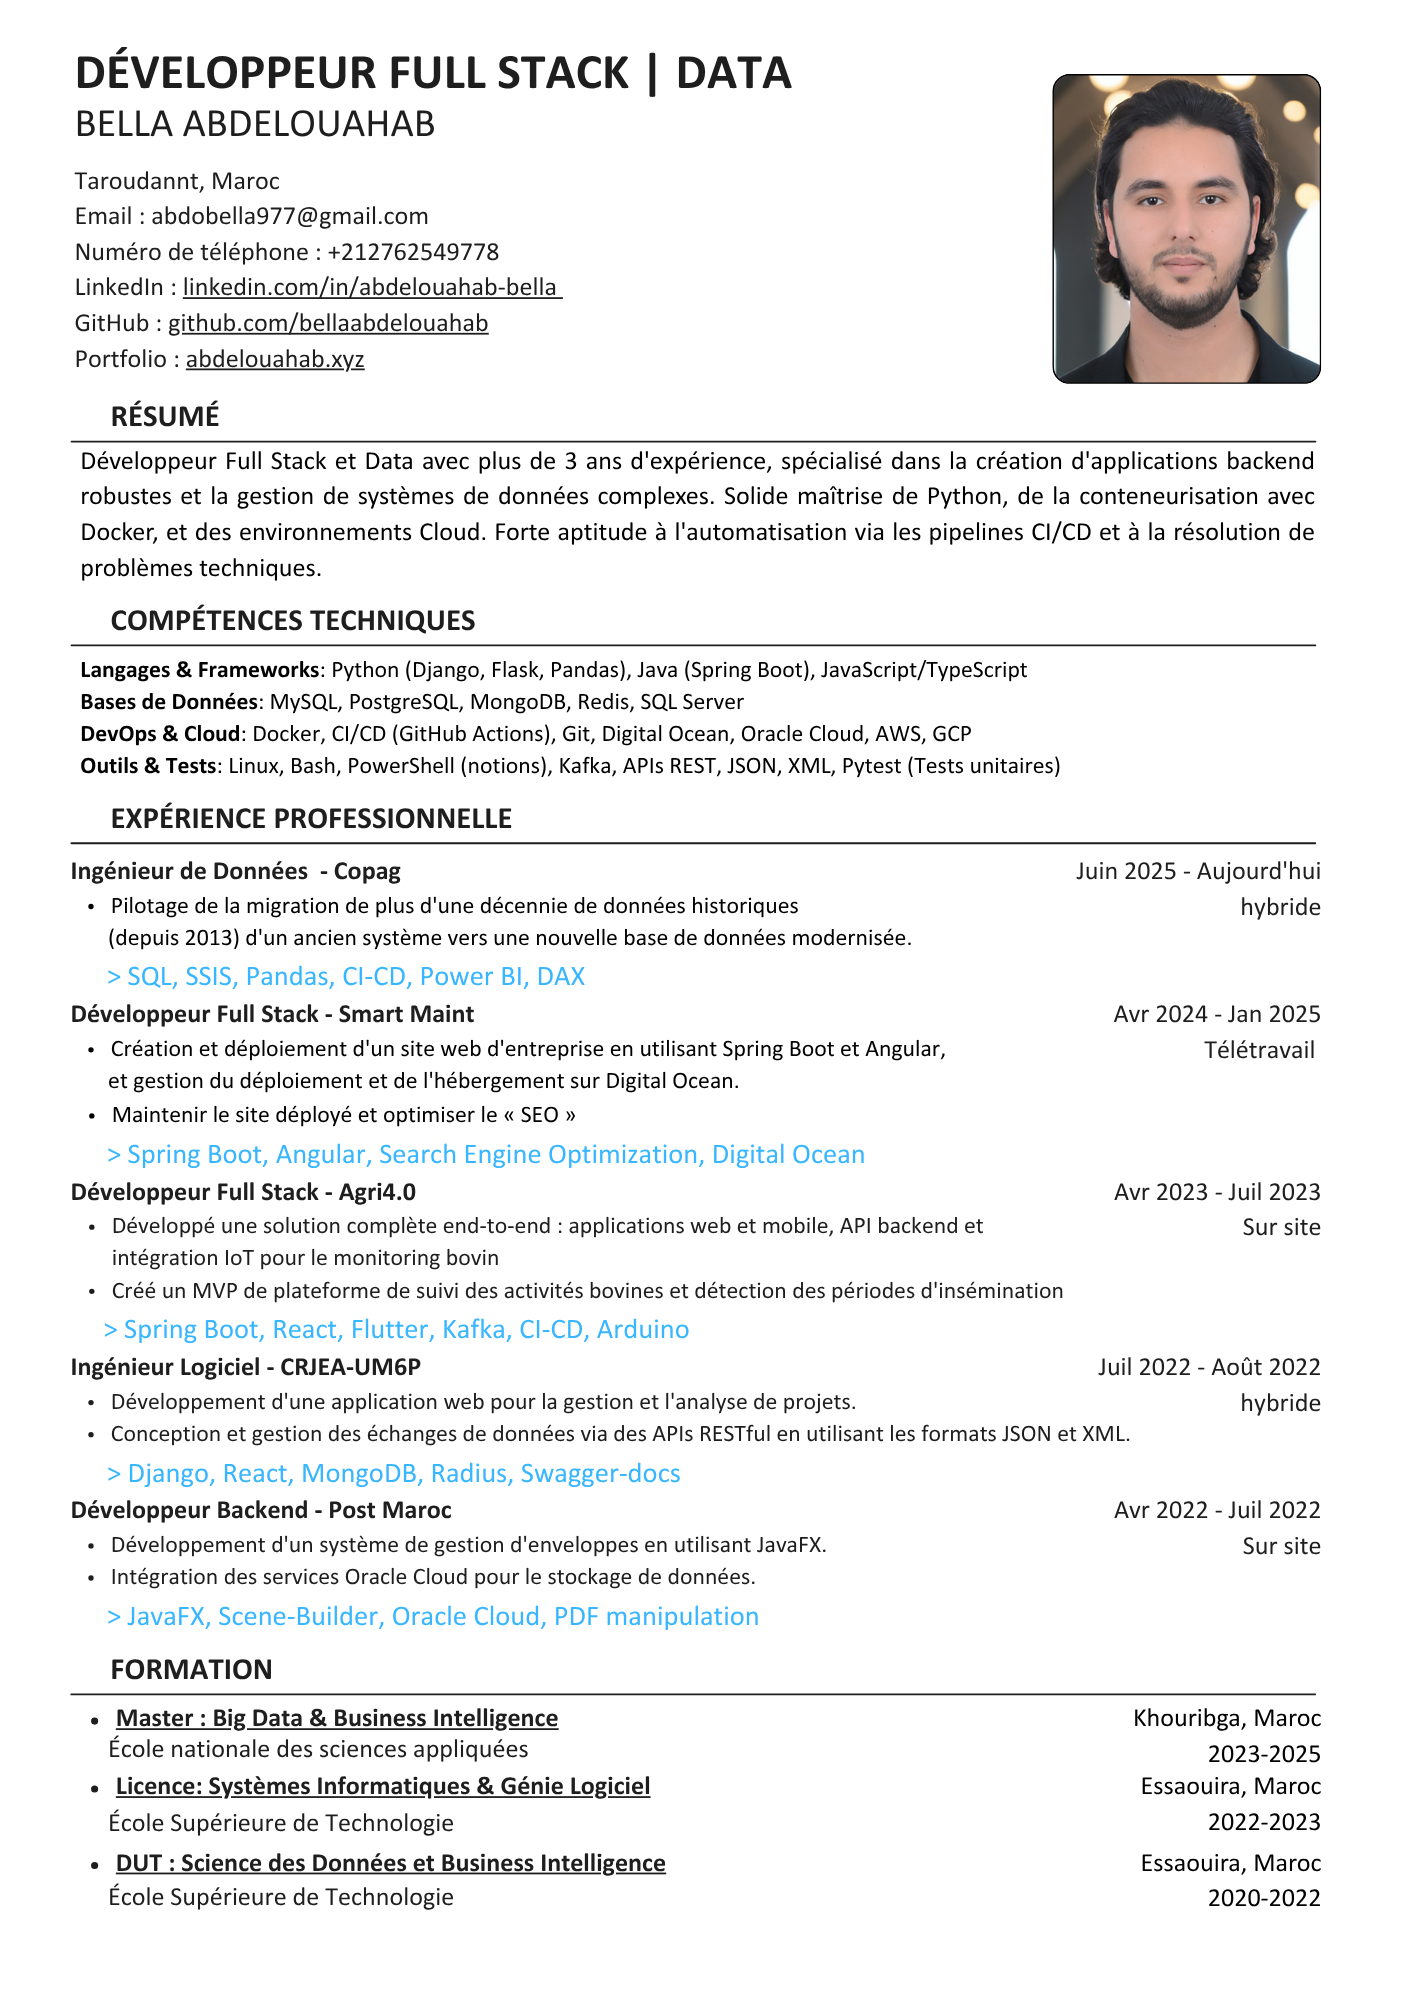 DÉVELOPPEUR FULL STACK | DATA
BELLA ABDELOUAHAB
Taroudannt, Maroc
Email : abdobella977@gmail.com
Numéro de téléphone : +212762549778
LinkedIn : linkedin.com/in/abdelouahab-bella
GitHub : github.com/bellaabdelouahab
Portfolio : abdelouahab.xyz
RÉSUMÉ
Développeur Full Stack et Data avec plus de 3 ans d'expérience, spécialisé dans la création d'applications backend
robustes et la gestion de systèmes de données complexes. Solide maîtrise de Python, de la conteneurisation avec
Docker, et des environnements Cloud. Forte aptitude à l'automatisation via les pipelines CI/CD et à la résolution de
problèmes techniques.
COMPÉTENCES TECHNIQUES
Langages & Frameworks: Python (Django, Flask, Pandas), Java (Spring Boot), JavaScript/TypeScript
Bases de Données: MySQL, PostgreSQL, MongoDB, Redis, SQL Server
DevOps & Cloud: Docker, CI/CD (GitHub Actions), Git, Digital Ocean, Oracle Cloud, AWS, GCP
Outils & Tests: Linux, Bash, PowerShell (notions), Kafka, APIs REST, JSON, XML, Pytest (Tests unitaires)
EXPÉRIENCE PROFESSIONNELLE
Ingénieur de Données - Copag Juin 2025 - Aujourd'hui
• Pilotage de la migration de plus d'une décennie de données historiques hybride
(depuis 2013) d'un ancien système vers une nouvelle base de données modernisée.
> SQL, SSIS, Pandas, CI-CD, Power BI, DAX
Développeur Full Stack - Smart Maint Avr 2024 - Jan 2025
• Création et déploiement d'un site web d'entreprise en utilisant Spring Boot et Angular, Télétravail
et gestion du déploiement et de l'hébergement sur Digital Ocean.
• Maintenir le site déployé et optimiser le « SEO »
> Spring Boot, Angular, Search Engine Optimization, Digital Ocean
Développeur Full Stack - Agri4.0 Avr 2023 - Juil 2023
• Développé une solution complète end-to-end : applications web et mobile, API backend et Sur site
intégration IoT pour le monitoring bovin
• Créé un MVP de plateforme de suivi des activités bovines et détection des périodes d'insémination
> Spring Boot, React, Flutter, Kafka, CI-CD, Arduino
Ingénieur Logiciel - CRJEA-UM6P Juil 2022 - Août 2022
• Développement d'une application web pour la gestion et l'analyse de projets. hybride
• Conception et gestion des échanges de données via des APIs RESTful en utilisant les formats JSON et XML.
> Django, React, MongoDB, Radius, Swagger-docs
Développeur Backend - Post Maroc Avr 2022 - Juil 2022
• Développement d'un système de gestion d'enveloppes en utilisant JavaFX. Sur site
• Intégration des services Oracle Cloud pour le stockage de données.
> JavaFX, Scene-Builder, Oracle Cloud, PDF manipulation
FORMATION
• Master : Big Data & Business Intelligence Khouribga, Maroc
École nationale des sciences appliquées 2023-2025
• Licence: Systèmes Informatiques & Génie Logiciel Essaouira, Maroc
École Supérieure de Technologie 2022-2023
• DUT : Science des Données et Business Intelligence Essaouira, Maroc
École Supérieure de Technologie 2020-2022